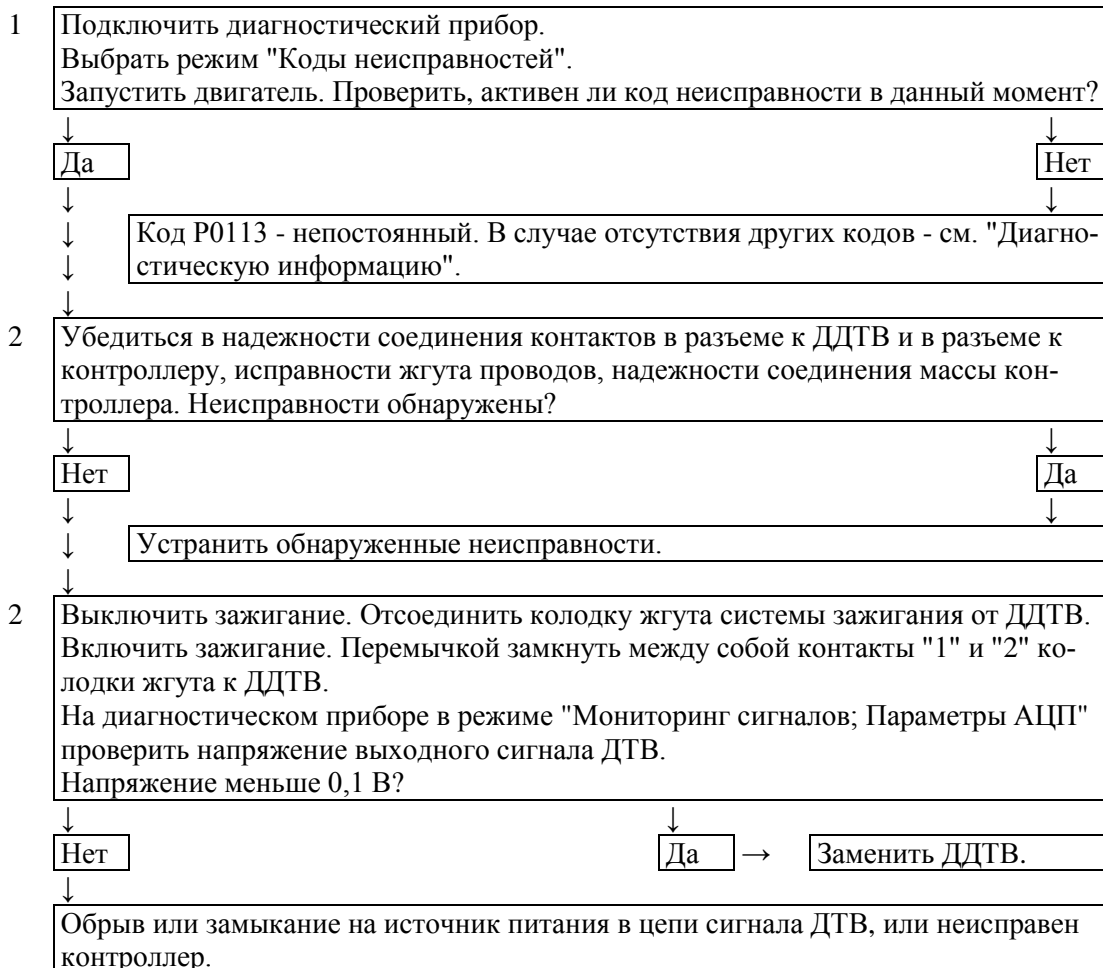 1 Подключить диагностический прибор.
Выбрать режим "Коды неисправностей".
Запустить двигатель. Проверить, активен ли код неисправности в данный момент?
↓ ↓
Да Нет
↓ ↓
↓ Код Р0113 - непостоянный. В случае отсутствия других кодов - см. "Диагно-
↓ стическую информацию".
↓
2 Убедиться в надежности соединения контактов в разъеме к ДДТВ и в разъеме к
контроллеру, исправности жгута проводов, надежности соединения массы кон-
троллера. Неисправности обнаружены?
↓ ↓
Нет Да
↓ ↓
↓ Устранить обнаруженные неисправности.
↓
2 Выключить зажигание. Отсоединить колодку жгута системы зажигания от ДДТВ.
Включить зажигание. Перемычкой замкнуть между собой контакты "1" и "2" ко-
лодки жгута к ДДТВ.
На диагностическом приборе в режиме "Мониторинг сигналов; Параметры АЦП"
проверить напряжение выходного сигнала ДТВ.
Напряжение меньше 0,1 В?
↓ ↓
Нет Да → Заменить ДДТВ.
↓
Обрыв или замыкание на источник питания в цепи сигнала ДТВ, или неисправен
контроллер.